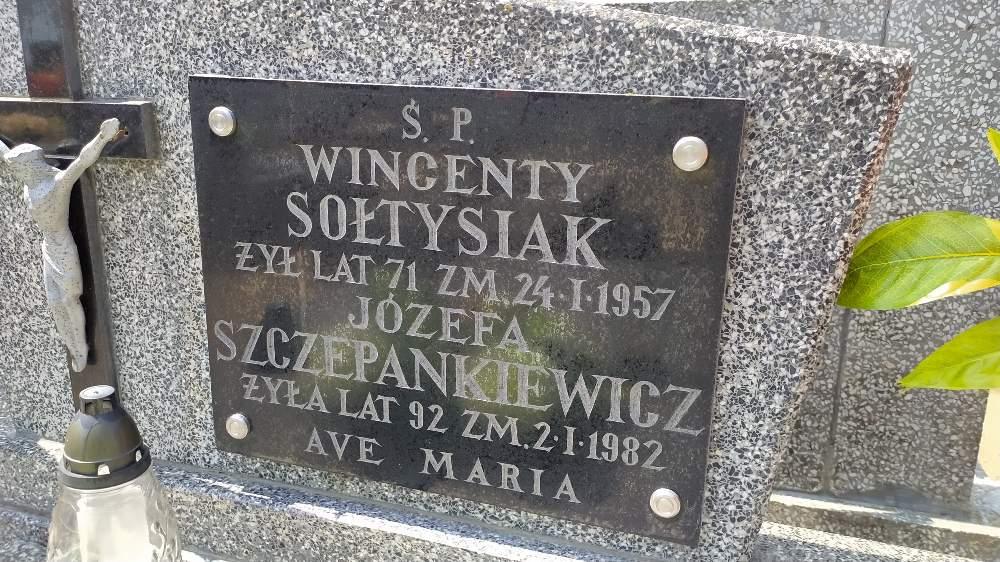 Ś. P.
WINCENTY
SOŁTYSIAK
ŻYŁ LAT 71 ZM. 24·I·1957
JÓZEFA
SZCZEPANKIEWICZ
ŻYŁA LAT 92 ZM. 2·I·1982
AVE MARIA